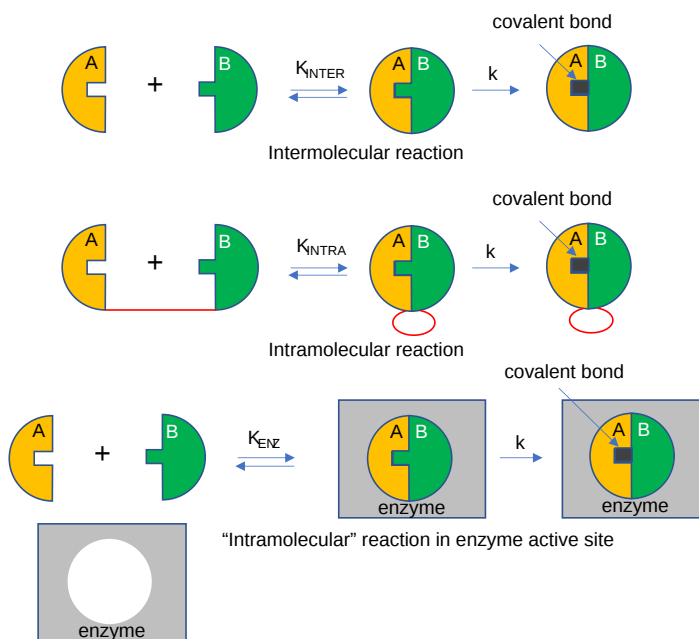 covalent bond
A + B K_INTER A B k A B
Intermolecular reaction
covalent bond
A + B K_INTRA A B k A B
Intramolecular reaction
covalent bond
A + B K_ENZ A B k A B
enzyme enzyme
“Intramolecular” reaction in enzyme active site
enzyme